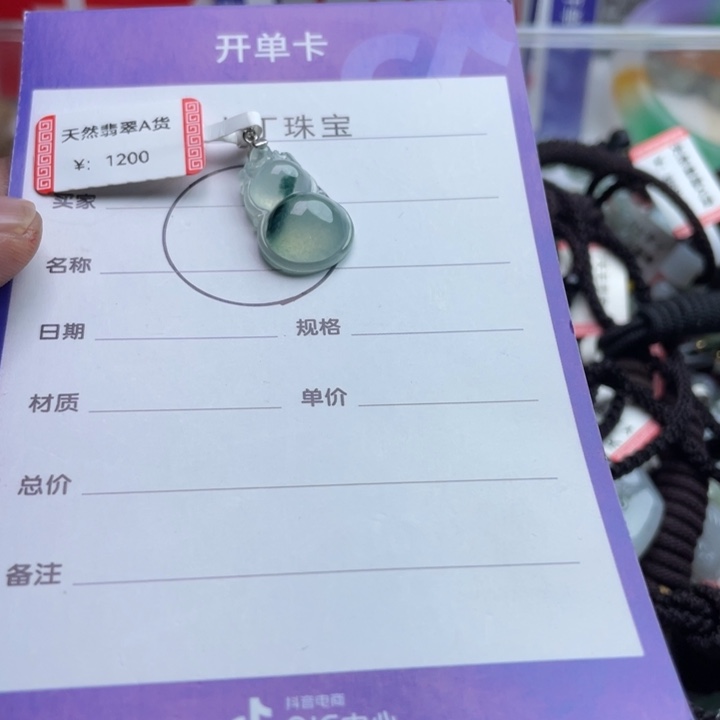 开单卡
天然翡翠A货
¥: 1200
珠宝
买家
名称
日期
规格
材质
单价
总价
备注
抖音电商